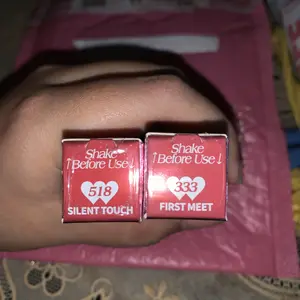 Shake
↑Before Use↓
518
SILENT TOUCH
Shake
↑Before Use↓
333
FIRST MEET